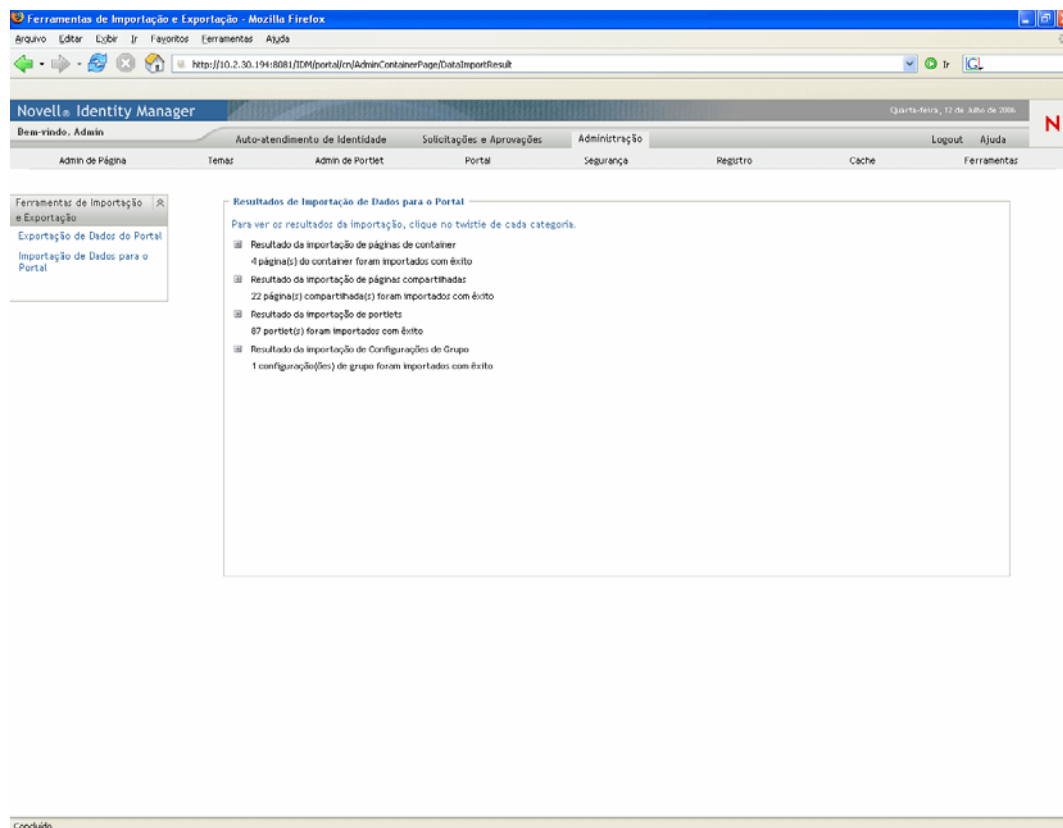 Ferramentas de Importação e Exportação - Mozilla Firefox
Arquivo Editar Exibir Ir Favoritos Ferramentas Ajuda
http://10.2.30.194:8081/IDM/portal/cn/AdminContainerPage/DataImportResult
Ir
G
Novell® Identity Manager
Quarta-feira, 12 de Julho de 2006
N
Bem-vindo, Admin
Auto-atendimento de Identidade Solicitações e Aprovações Administração Logout Ajuda
Admin de Página Temas Admin de Portlet Portal Segurança Registro Cache Ferramentas
Ferramentas de Importação
e Exportação
Exportação de Dados do Portal
Importação de Dados para o
Portal
Resultados de Importação de Dados para o Portal
Para ver os resultados da importação, clique no twistie de cada categoria.
Resultado da importação de páginas de container
4 página(s) do container foram importados com êxito
Resultado da importação de páginas compartilhadas
22 página(s) compartilhada(s) foram importados com êxito
Resultado da importação de portlets
87 portlet(s) foram importados com êxito
Resultado da importação de Configurações de Grupo
1 configuração(ões) de grupo foram importados com êxito
Concluído